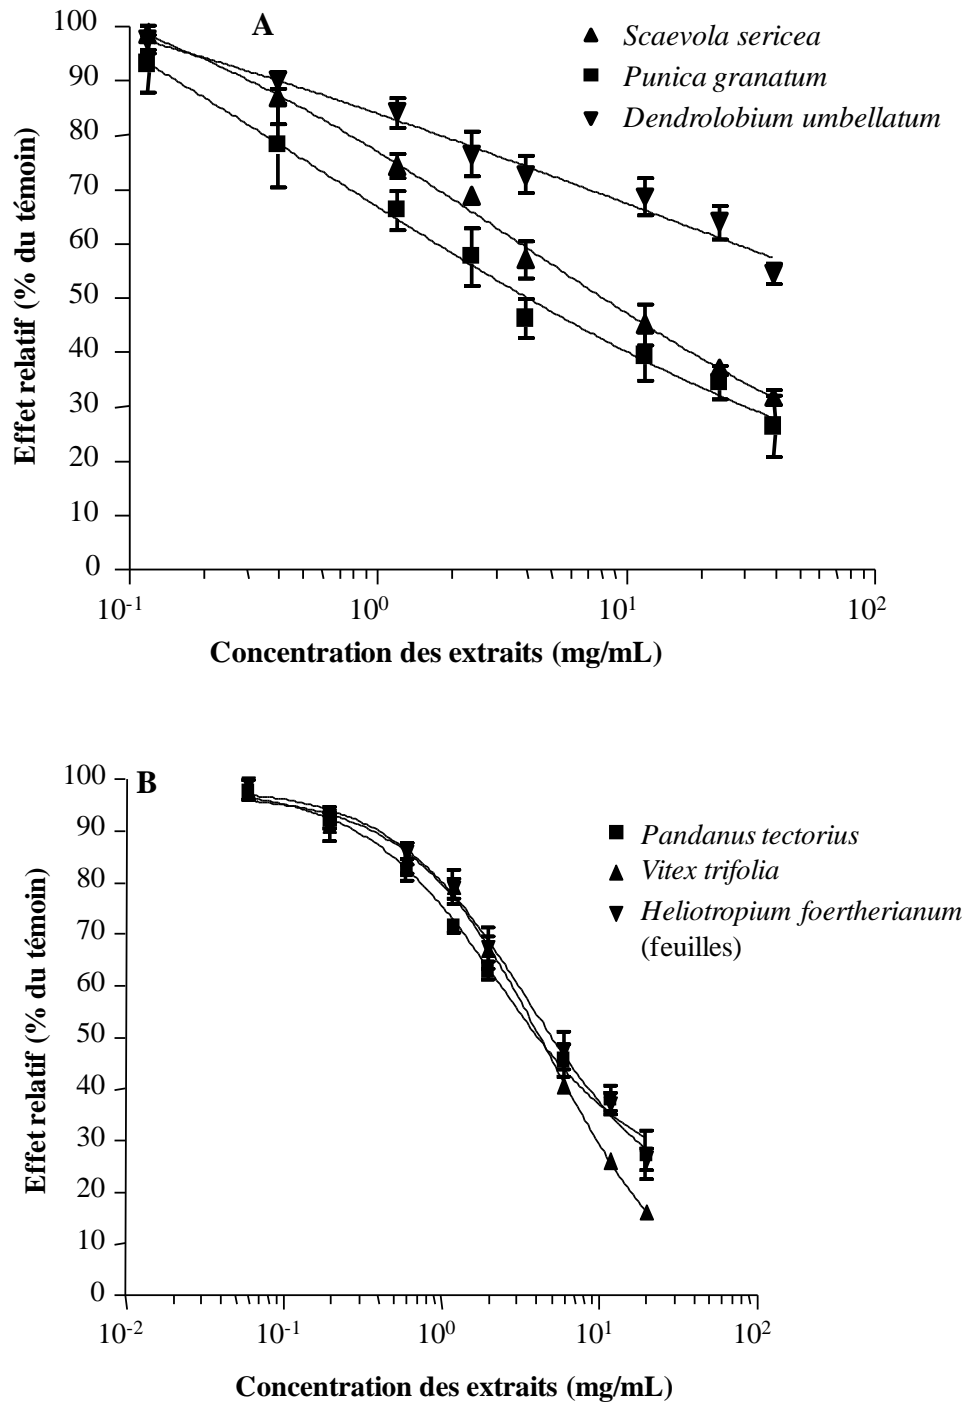 A
Scaevola sericea
Punica granatum
Dendrolobium umbellatum
Effet relatif (% du témoin)
100
90
80
70
60
50
40
30
20
10
0
10-1
100
101
102
Concentration des extraits (mg/mL)
B
Pandanus tectorius
Vitex trifolia
Heliotropium foertherianum
(feuilles)
Effet relatif (% du témoin)
100
90
80
70
60
50
40
30
20
10
0
10-2
10-1
100
101
102
Concentration des extraits (mg/mL)